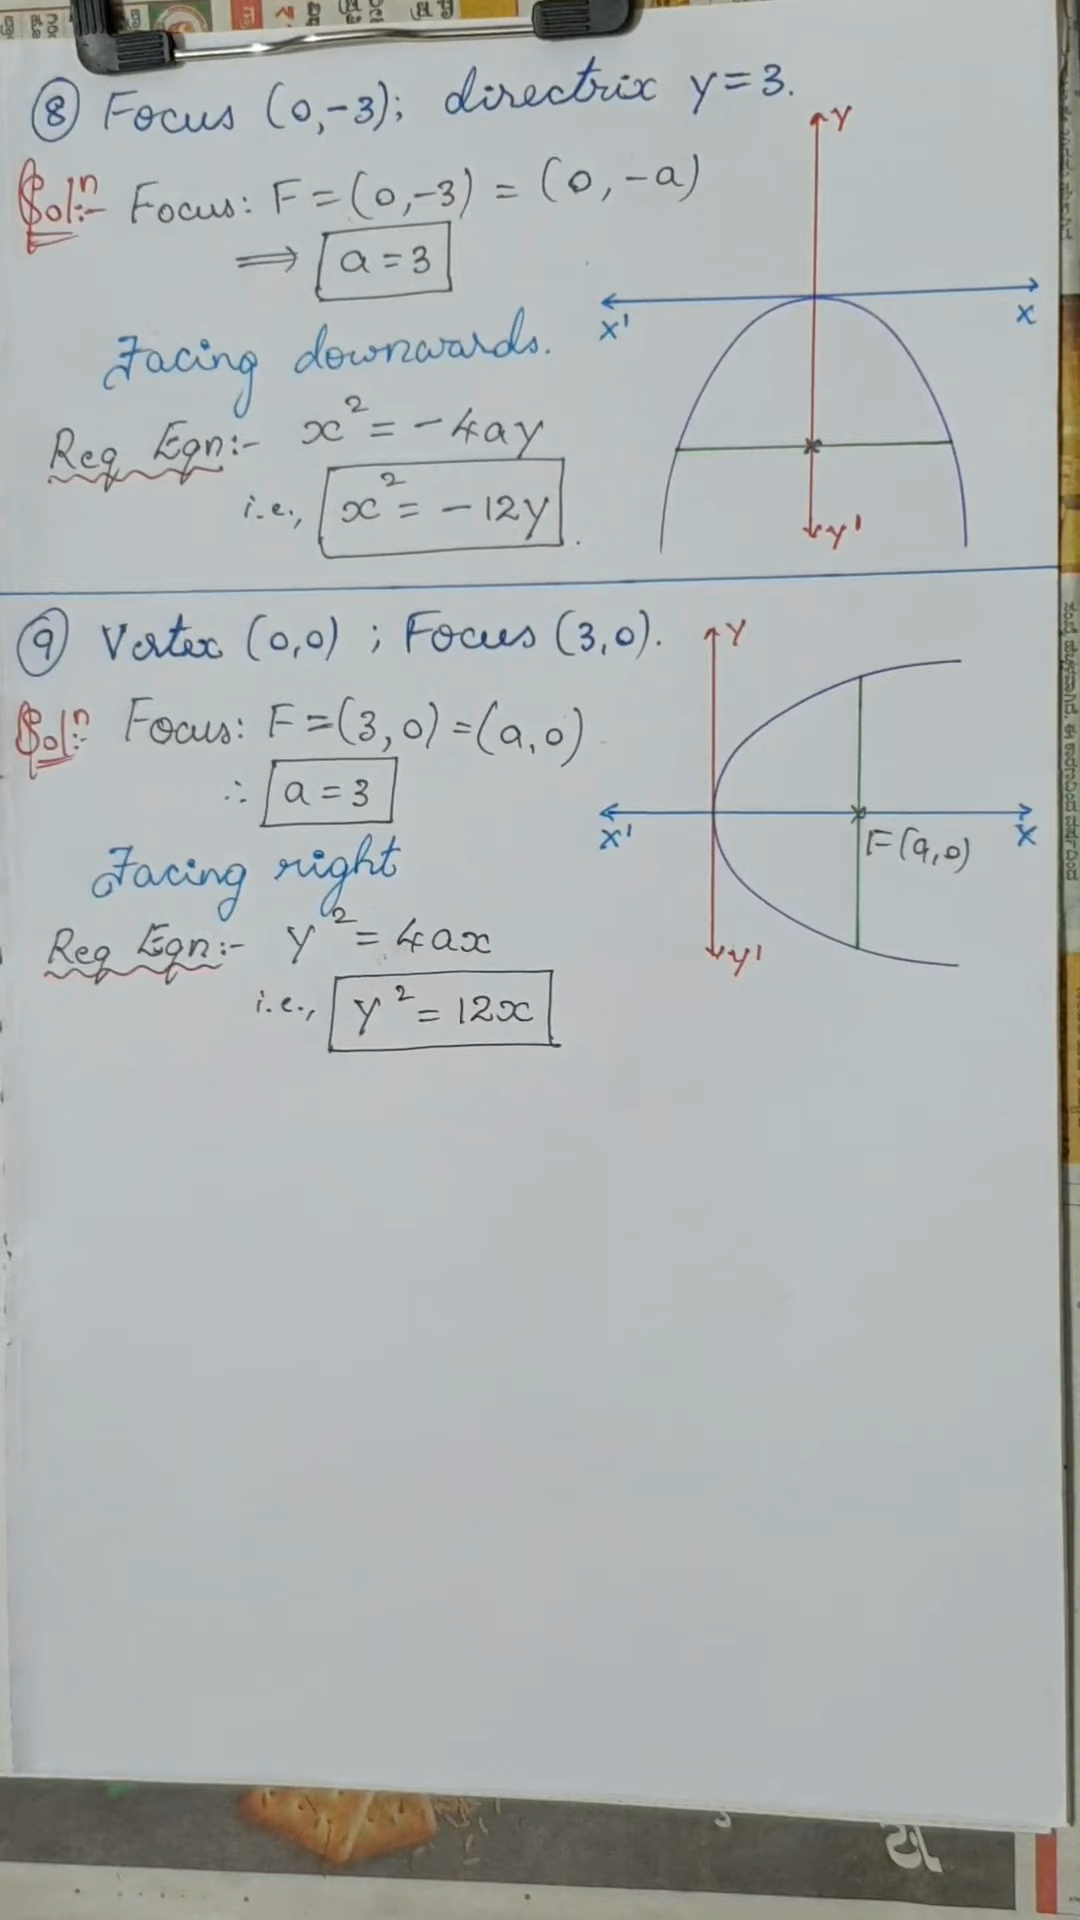 ⑧ Focus (0,-3); directrix y=3.
Solⁿ:- Focus: F = (0,-3) = (0,-a)
⟹ a = 3
Facing downwards.
Req Eqn:- x² = -4ay
i.e., x² = -12y.
Y
X' X
Y'
⑨ Vertex (0,0) ; Focus (3,0).
Solⁿ:- Focus: F = (3,0) = (a,0)
∴ a = 3
Facing right
Req Eqn:- y² = 4ax
i.e., y² = 12x
Y
X' X
F(a,0)
Y'